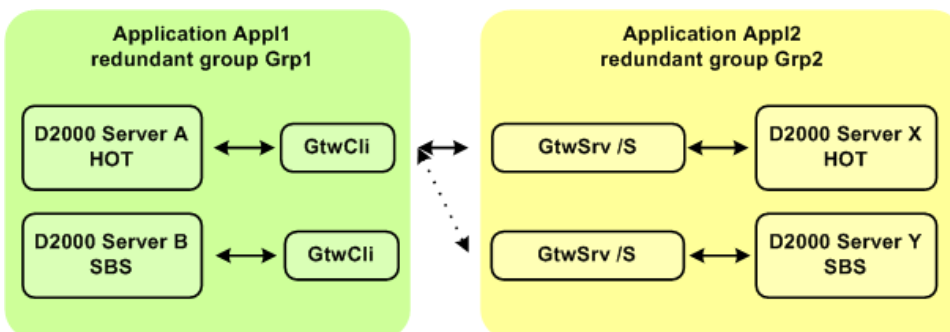 Application Appl1
redundant group Grp1
Application Appl2
redundant group Grp2
D2000 Server A
HOT
GtwCli
GtwSrv /S
D2000 Server X
HOT
D2000 Server B
SBS
GtwCli
GtwSrv /S
D2000 Server Y
SBS